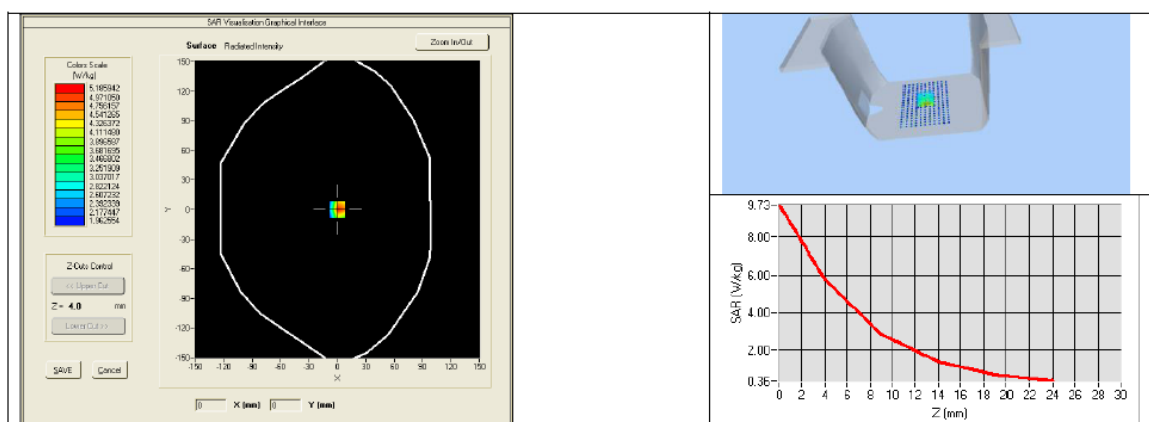 SAR Visualisation Graphical Interface
Surface Radiated Intensity
Zoom In/Out
Colors Scale
(W/kg)
5.185942
4.971050
4.756157
4.541265
4.326372
4.111480
3.896587
3.681695
3.466802
3.251909
3.037017
2.822124
2.607232
2.392339
2.177447
1.962554
Z-Cuts Control
<< Upper Cut
Z = 4.0 mm
Lower Cut >>
SAVE Cancel
150
120
90
60
30
Y 0
-30
-60
-90
-120
-150
-150 -120 -90 -60 -30 0 30 60 90 120 150
X
0 X (mm) 0 Y (mm)
9.73
8.00
6.00
4.00
2.00
0.36
SAR (W/kg)
0 2 4 6 8 10 12 14 16 18 20 22 24 26 30
Z (mm)